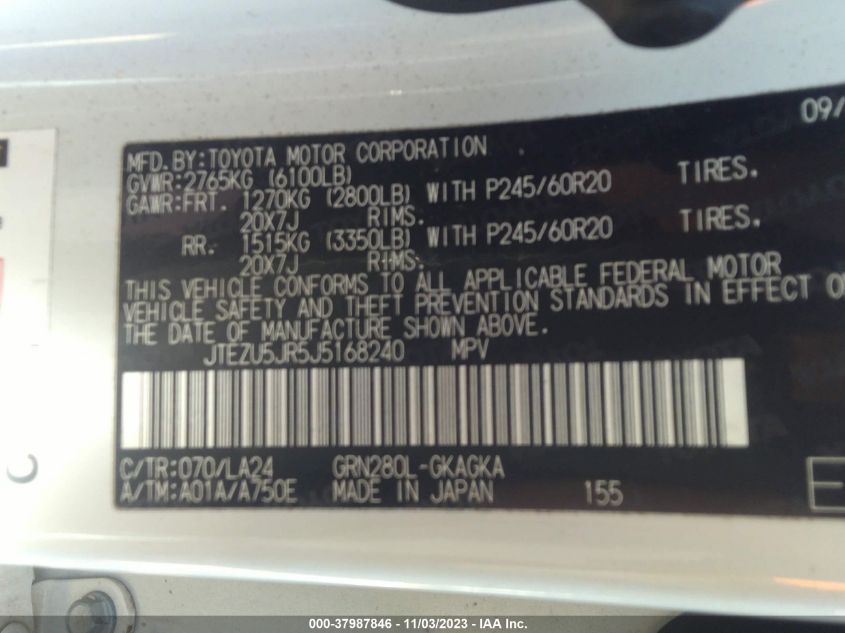 09/
MFD. BY: TOYOTA MOTOR CORPORATION
GVWR: 2765KG (6100LB)
GAWR: FRT. 1270KG (2800LB) WITH P245/60R20 TIRES.
20X7J RIMS.
RR. 1515KG (3350LB) WITH P245/60R20 TIRES.
20X7J RIMS.
THIS VEHICLE CONFORMS TO ALL APPLICABLE FEDERAL MOTOR
VEHICLE SAFETY AND THEFT PREVENTION STANDARDS IN EFFECT O
THE DATE OF MANUFACTURE SHOWN ABOVE.
JTEZU5JR5J5168240 MPV
C/TR: 070/LA24 GRN280L-GKAGKA
A/TM: A01A/A750E MADE IN JAPAN 155
E
C
000-37987846 - 11/03/2023 - IAA Inc.